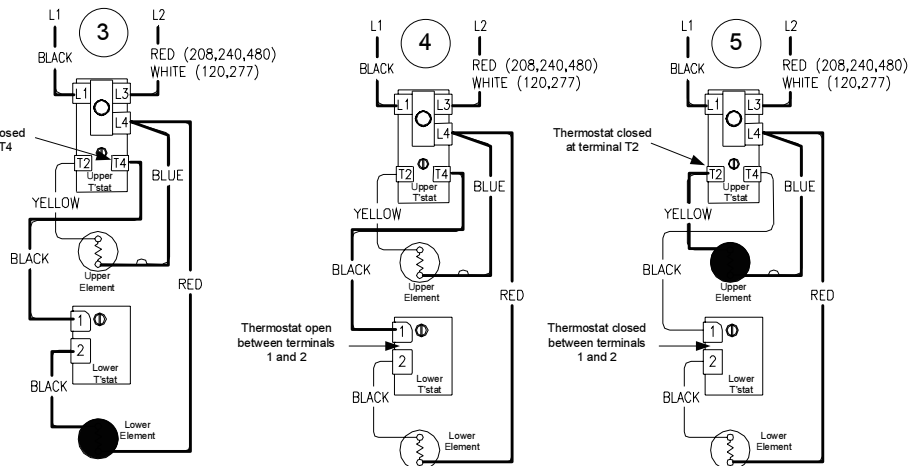 L1
3
L2
BLACK
RED (208,240,480)
WHITE (120,277)
L1
L3
L4
T4
T2
T4
Upper
T'stat
BLUE
YELLOW
Upper
Element
BLACK
RED
1
2
Lower
T'stat
BLACK
Lower
Element
L1
4
L2
BLACK
RED (208,240,480)
WHITE (120,277)
L1
L3
L4
T2
T4
Upper
T'stat
BLUE
YELLOW
Upper
Element
BLACK
RED
Thermostat open
between terminals
1 and 2
1
2
Lower
T'stat
BLACK
Lower
Element
L1
5
L2
BLACK
RED (208,240,480)
WHITE (120,277)
L1
L3
L4
Thermostat closed
at terminal T2
T2
T4
Upper
T'stat
BLUE
YELLOW
Upper
Element
BLACK
RED
Thermostat closed
between terminals
1 and 2
1
2
Lower
T'stat
BLACK
Lower
Element